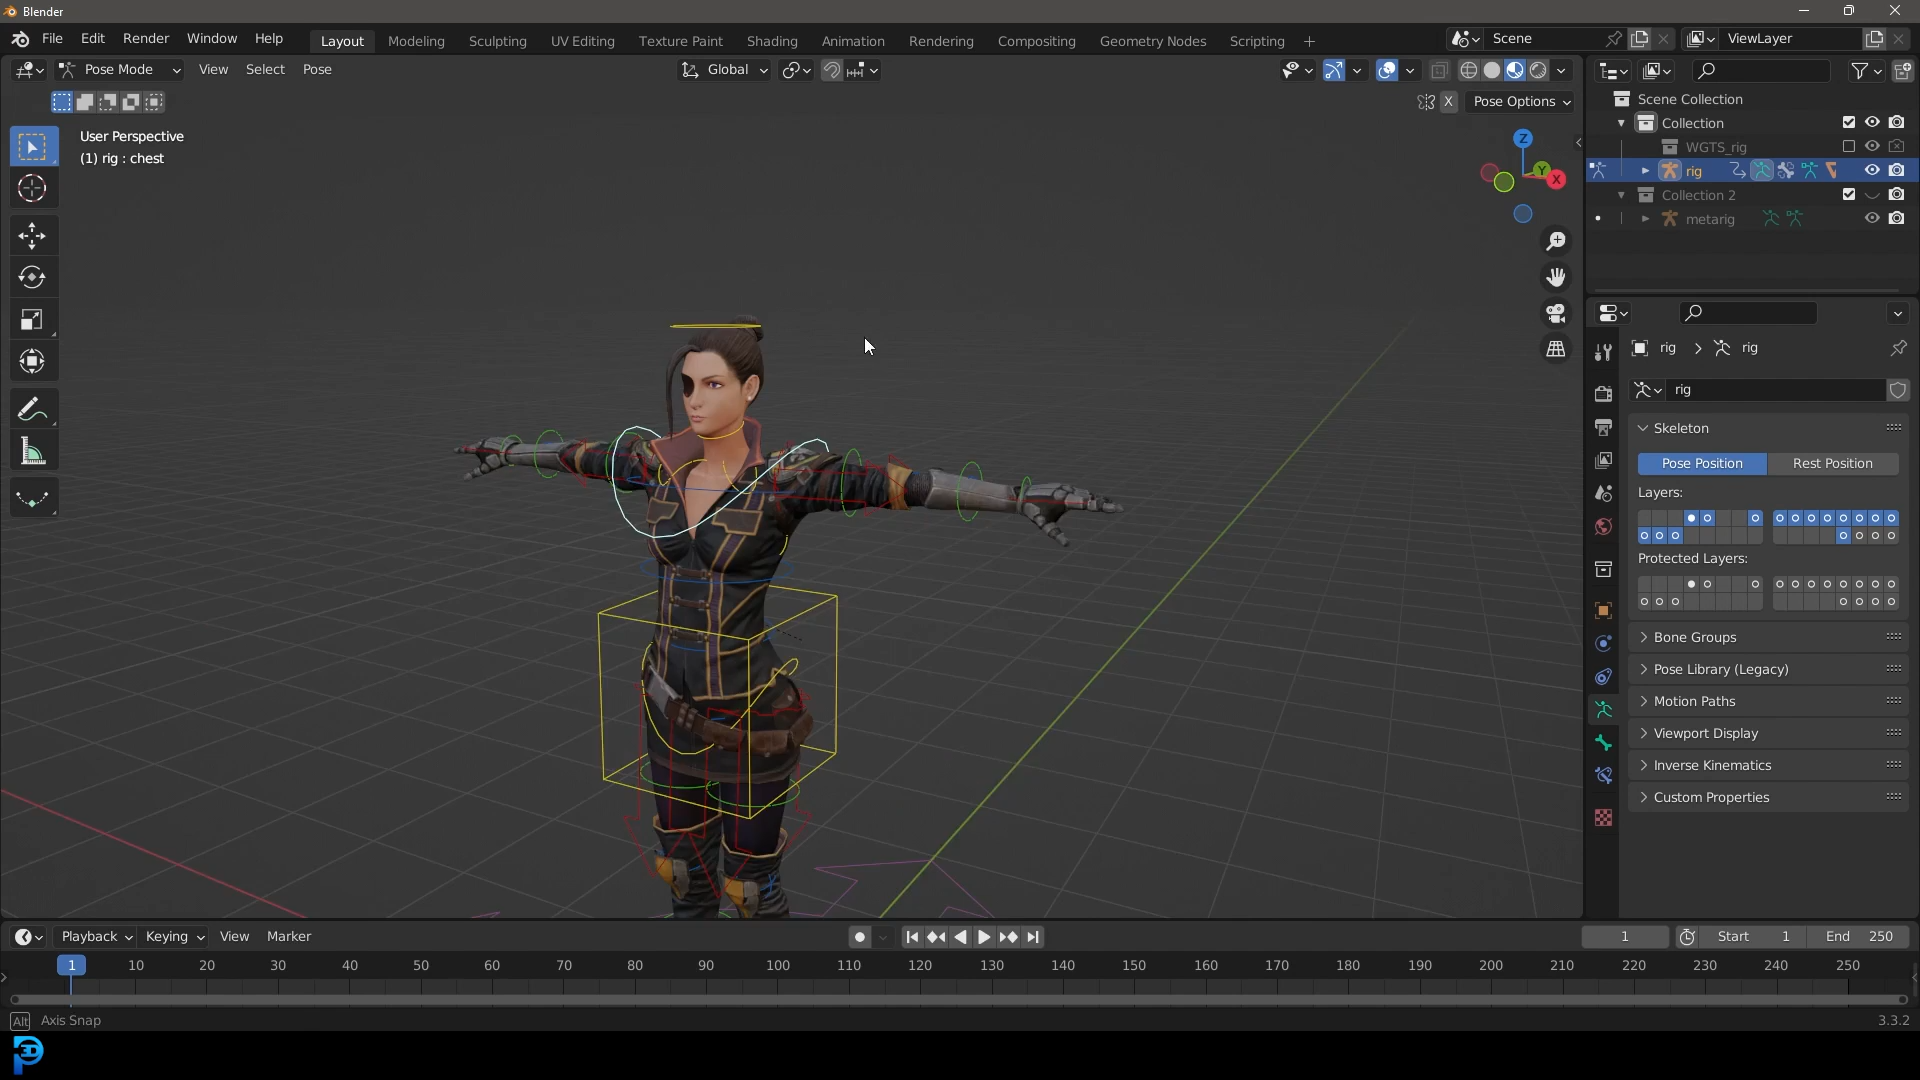 Blender
File Edit Render Window Help
Layout Modeling Sculpting UV Editing Texture Paint Shading Animation Rendering Compositing Geometry Nodes Scripting +
Scene
ViewLayer
Pose Mode View Select Pose
Global
X Pose Options
User Perspective
(1) rig : chest
Z
Y
X
Scene Collection
Collection
WGTS_rig
rig
Collection 2
metarig
rig > rig
rig
Skeleton
Pose Position Rest Position
Layers:
Protected Layers:
Bone Groups
Pose Library (Legacy)
Motion Paths
Viewport Display
Inverse Kinematics
Custom Properties
Playback Keying View Marker
1 Start 1 End 250
1 10 20 30 40 50 60 70 80 90 100 110 120 130 140 150 160 170 180 190 200 210 220 230 240 250
Alt Axis Snap
3.3.2
3D